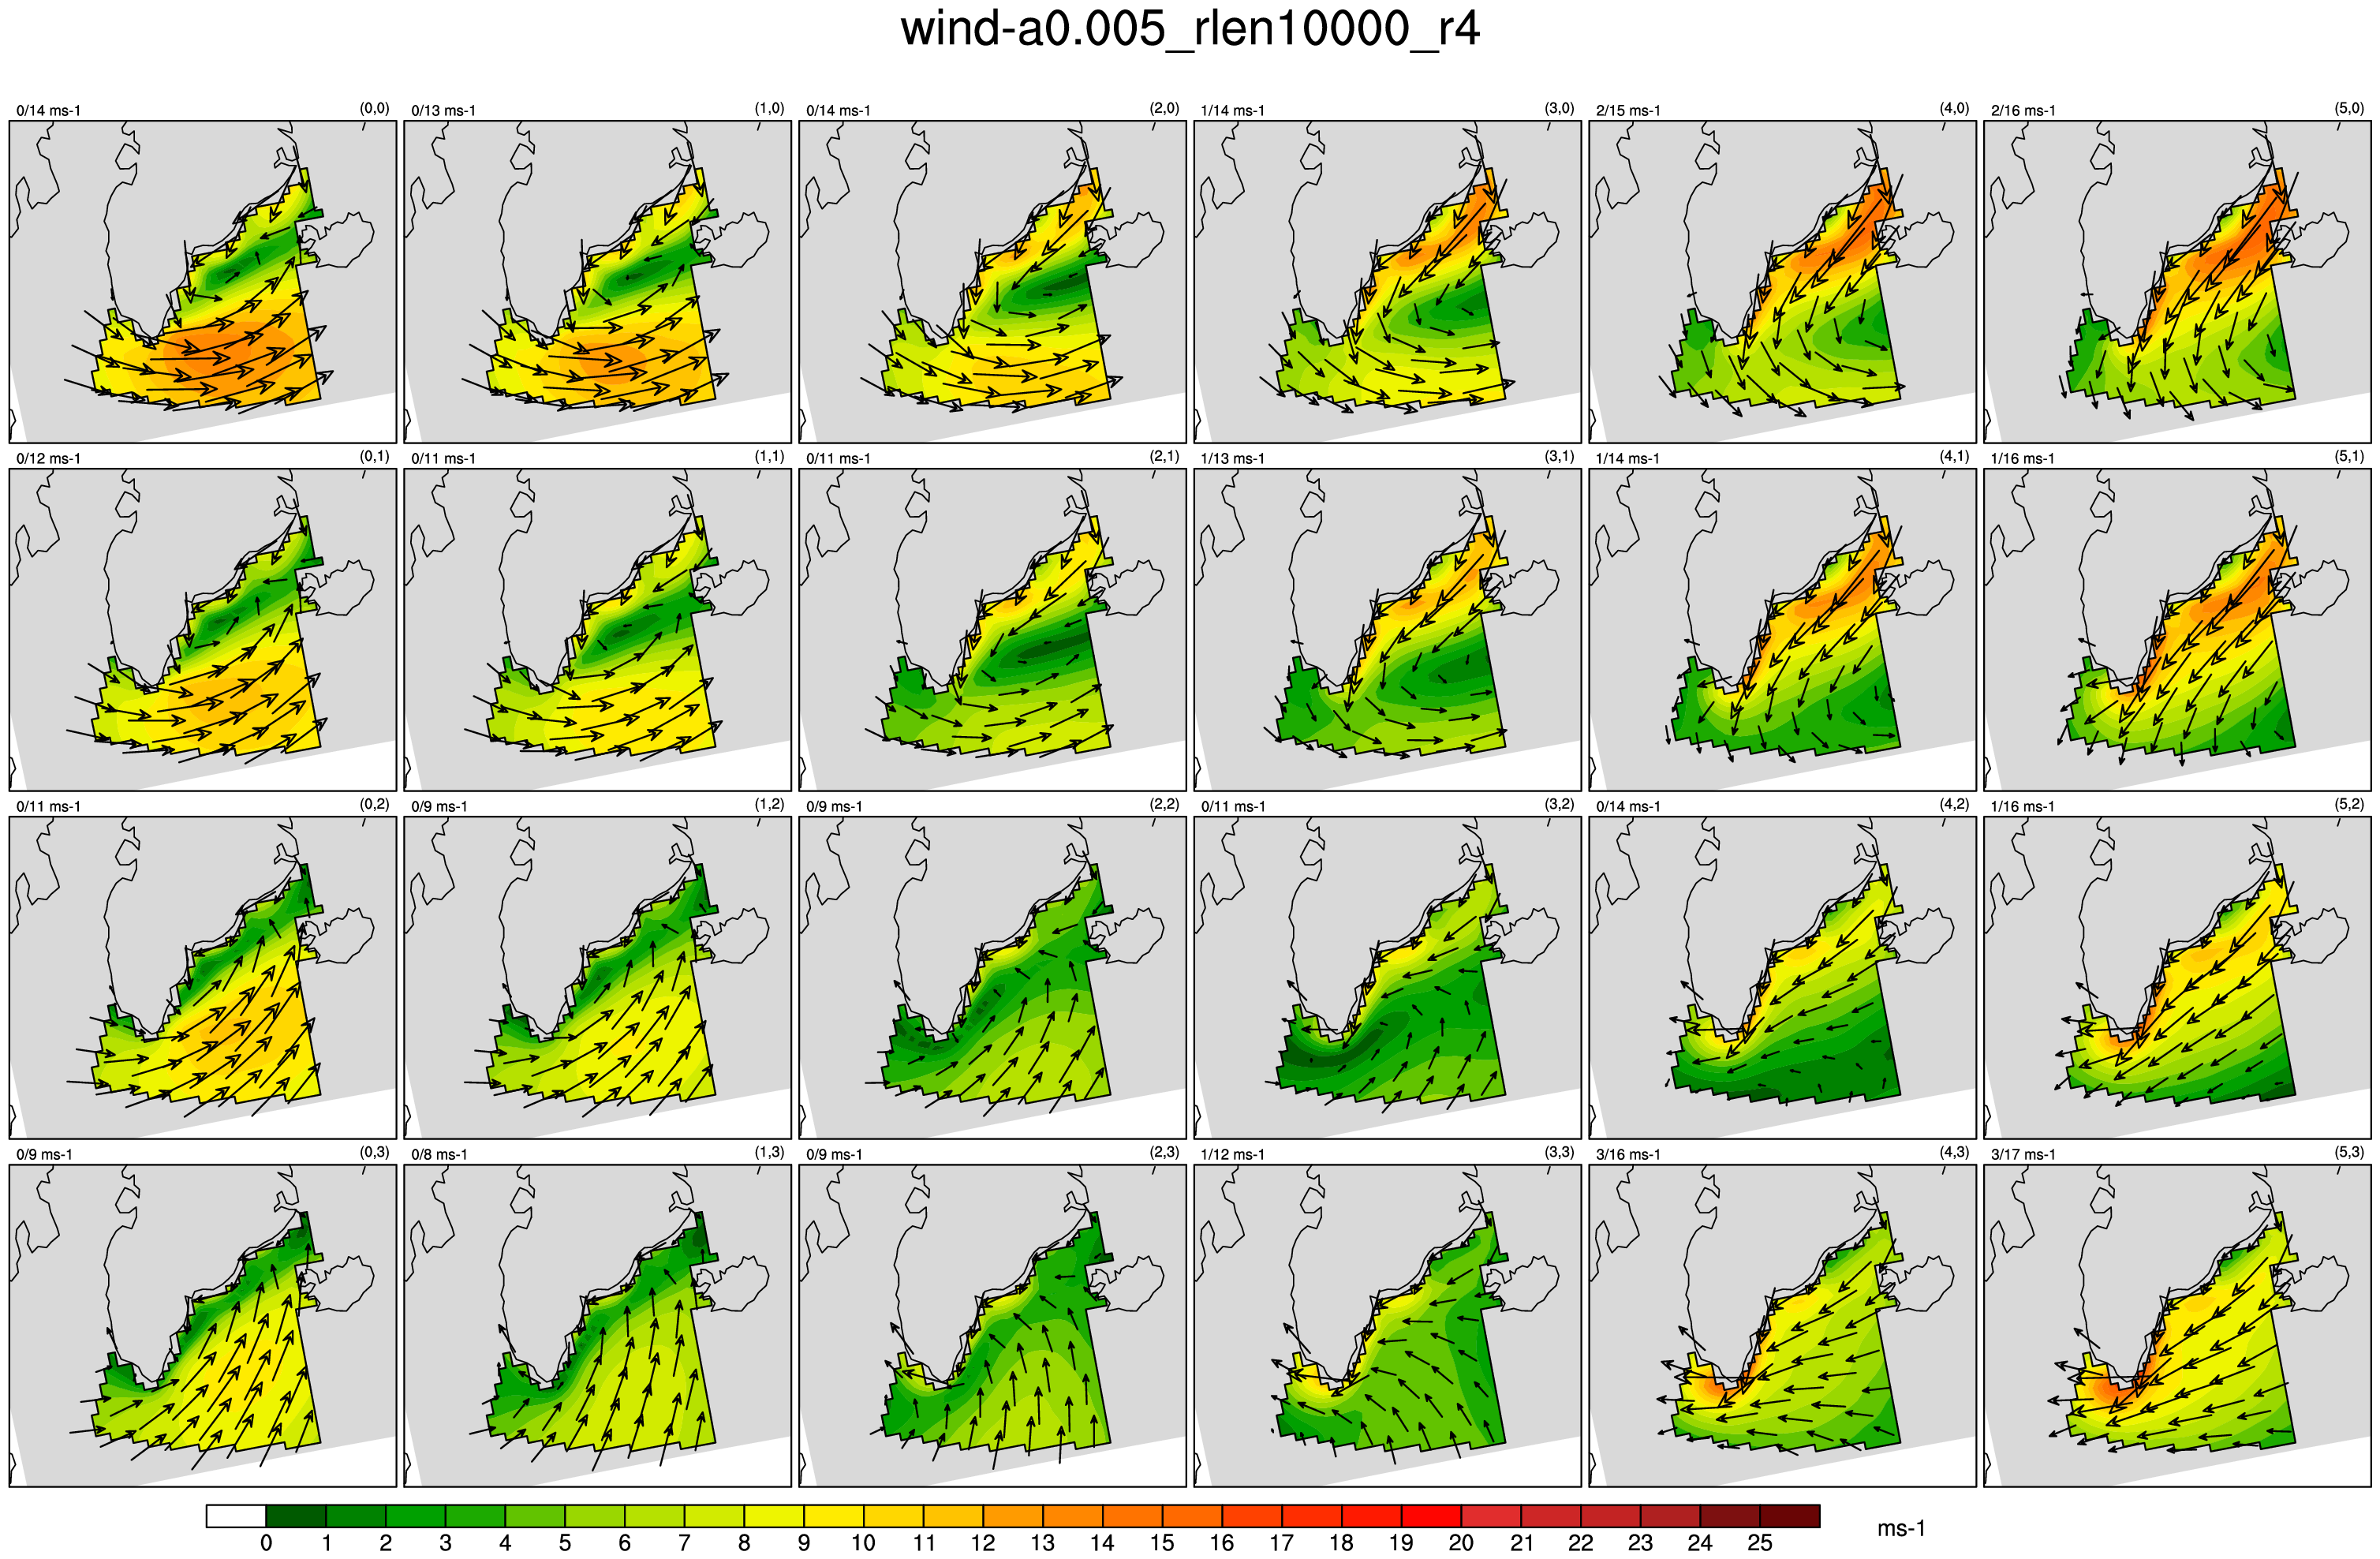 wind-a0.005_rlen10000_r4
0/14 ms-1 (0,0) 0/13 ms-1 (1,0) 0/14 ms-1 (2,0) 1/14 ms-1 (3,0) 2/15 ms-1 (4,0) 2/16 ms-1 (5,0)
0/12 ms-1 (0,1) 0/11 ms-1 (1,1) 0/11 ms-1 (2,1) 1/13 ms-1 (3,1) 1/14 ms-1 (4,1) 1/16 ms-1 (5,1)
0/11 ms-1 (0,2) 0/9 ms-1 (1,2) 0/9 ms-1 (2,2) 0/11 ms-1 (3,2) 0/14 ms-1 (4,2) 1/16 ms-1 (5,2)
0/9 ms-1 (0,3) 0/8 ms-1 (1,3) 0/9 ms-1 (2,3) 1/12 ms-1 (3,3) 3/16 ms-1 (4,3) 3/17 ms-1 (5,3)
0 1 2 3 4 5 6 7 8 9 10 11 12 13 14 15 16 17 18 19 20 21 22 23 24 25 ms-1